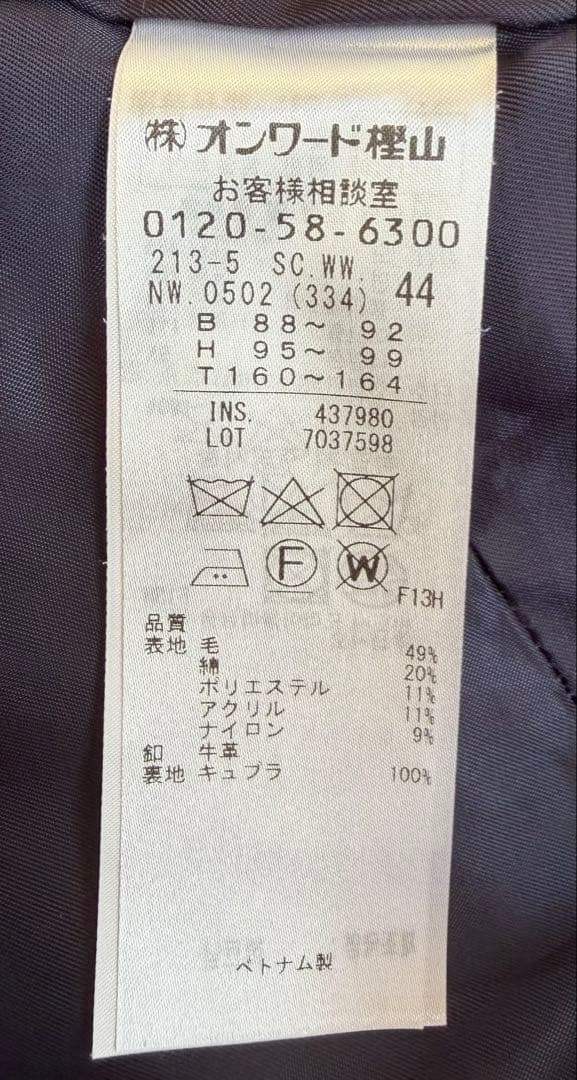 (株)オンワード樫山
お客様相談室
0120-58-6300
213-5 SC.WW.
NW.0502 (334) 44
B 88～ 92
H 95～ 99
T160～164
INS. 437980
LOT 7037598
F W
F13H
品質
表地 毛 49%
綿 20%
ポリエステル 11%
アクリル 11%
ナイロン 9%
釦 牛革
裏地 キュプラ 100%
ベトナム製